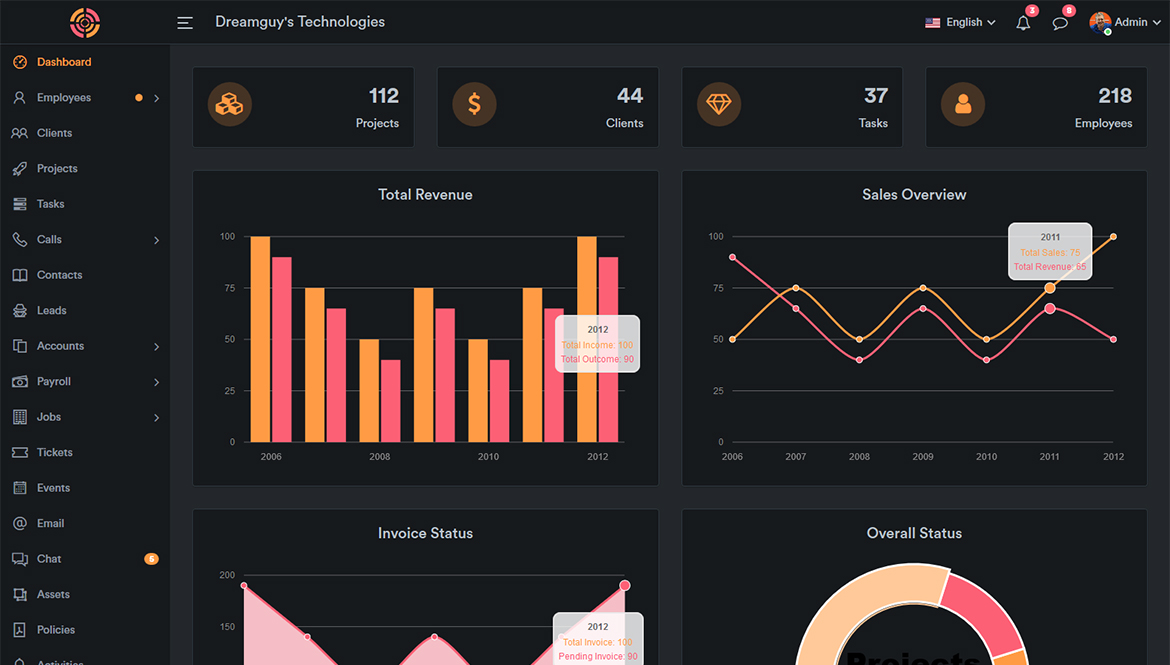 Dreamguy's Technologies
English
3
8
Admin
Dashboard
Employees
Clients
Projects
Tasks
Calls
Contacts
Leads
Accounts
Payroll
Jobs
Tickets
Events
Email
Chat
5
Assets
Policies
Activities
112
Projects
44
Clients
37
Tasks
218
Employees
Total Revenue
100
75
50
25
0
2006
2008
2010
2012
2012
Total Income: 100
Total Outcome: 90
Sales Overview
100
75
50
25
0
2006
2007
2008
2009
2010
2011
2012
2011
Total Sales: 75
Total Revenue: 65
Invoice Status
200
150
2012
Total Invoice: 100
Pending Invoice: 90
Overall Status
Projects